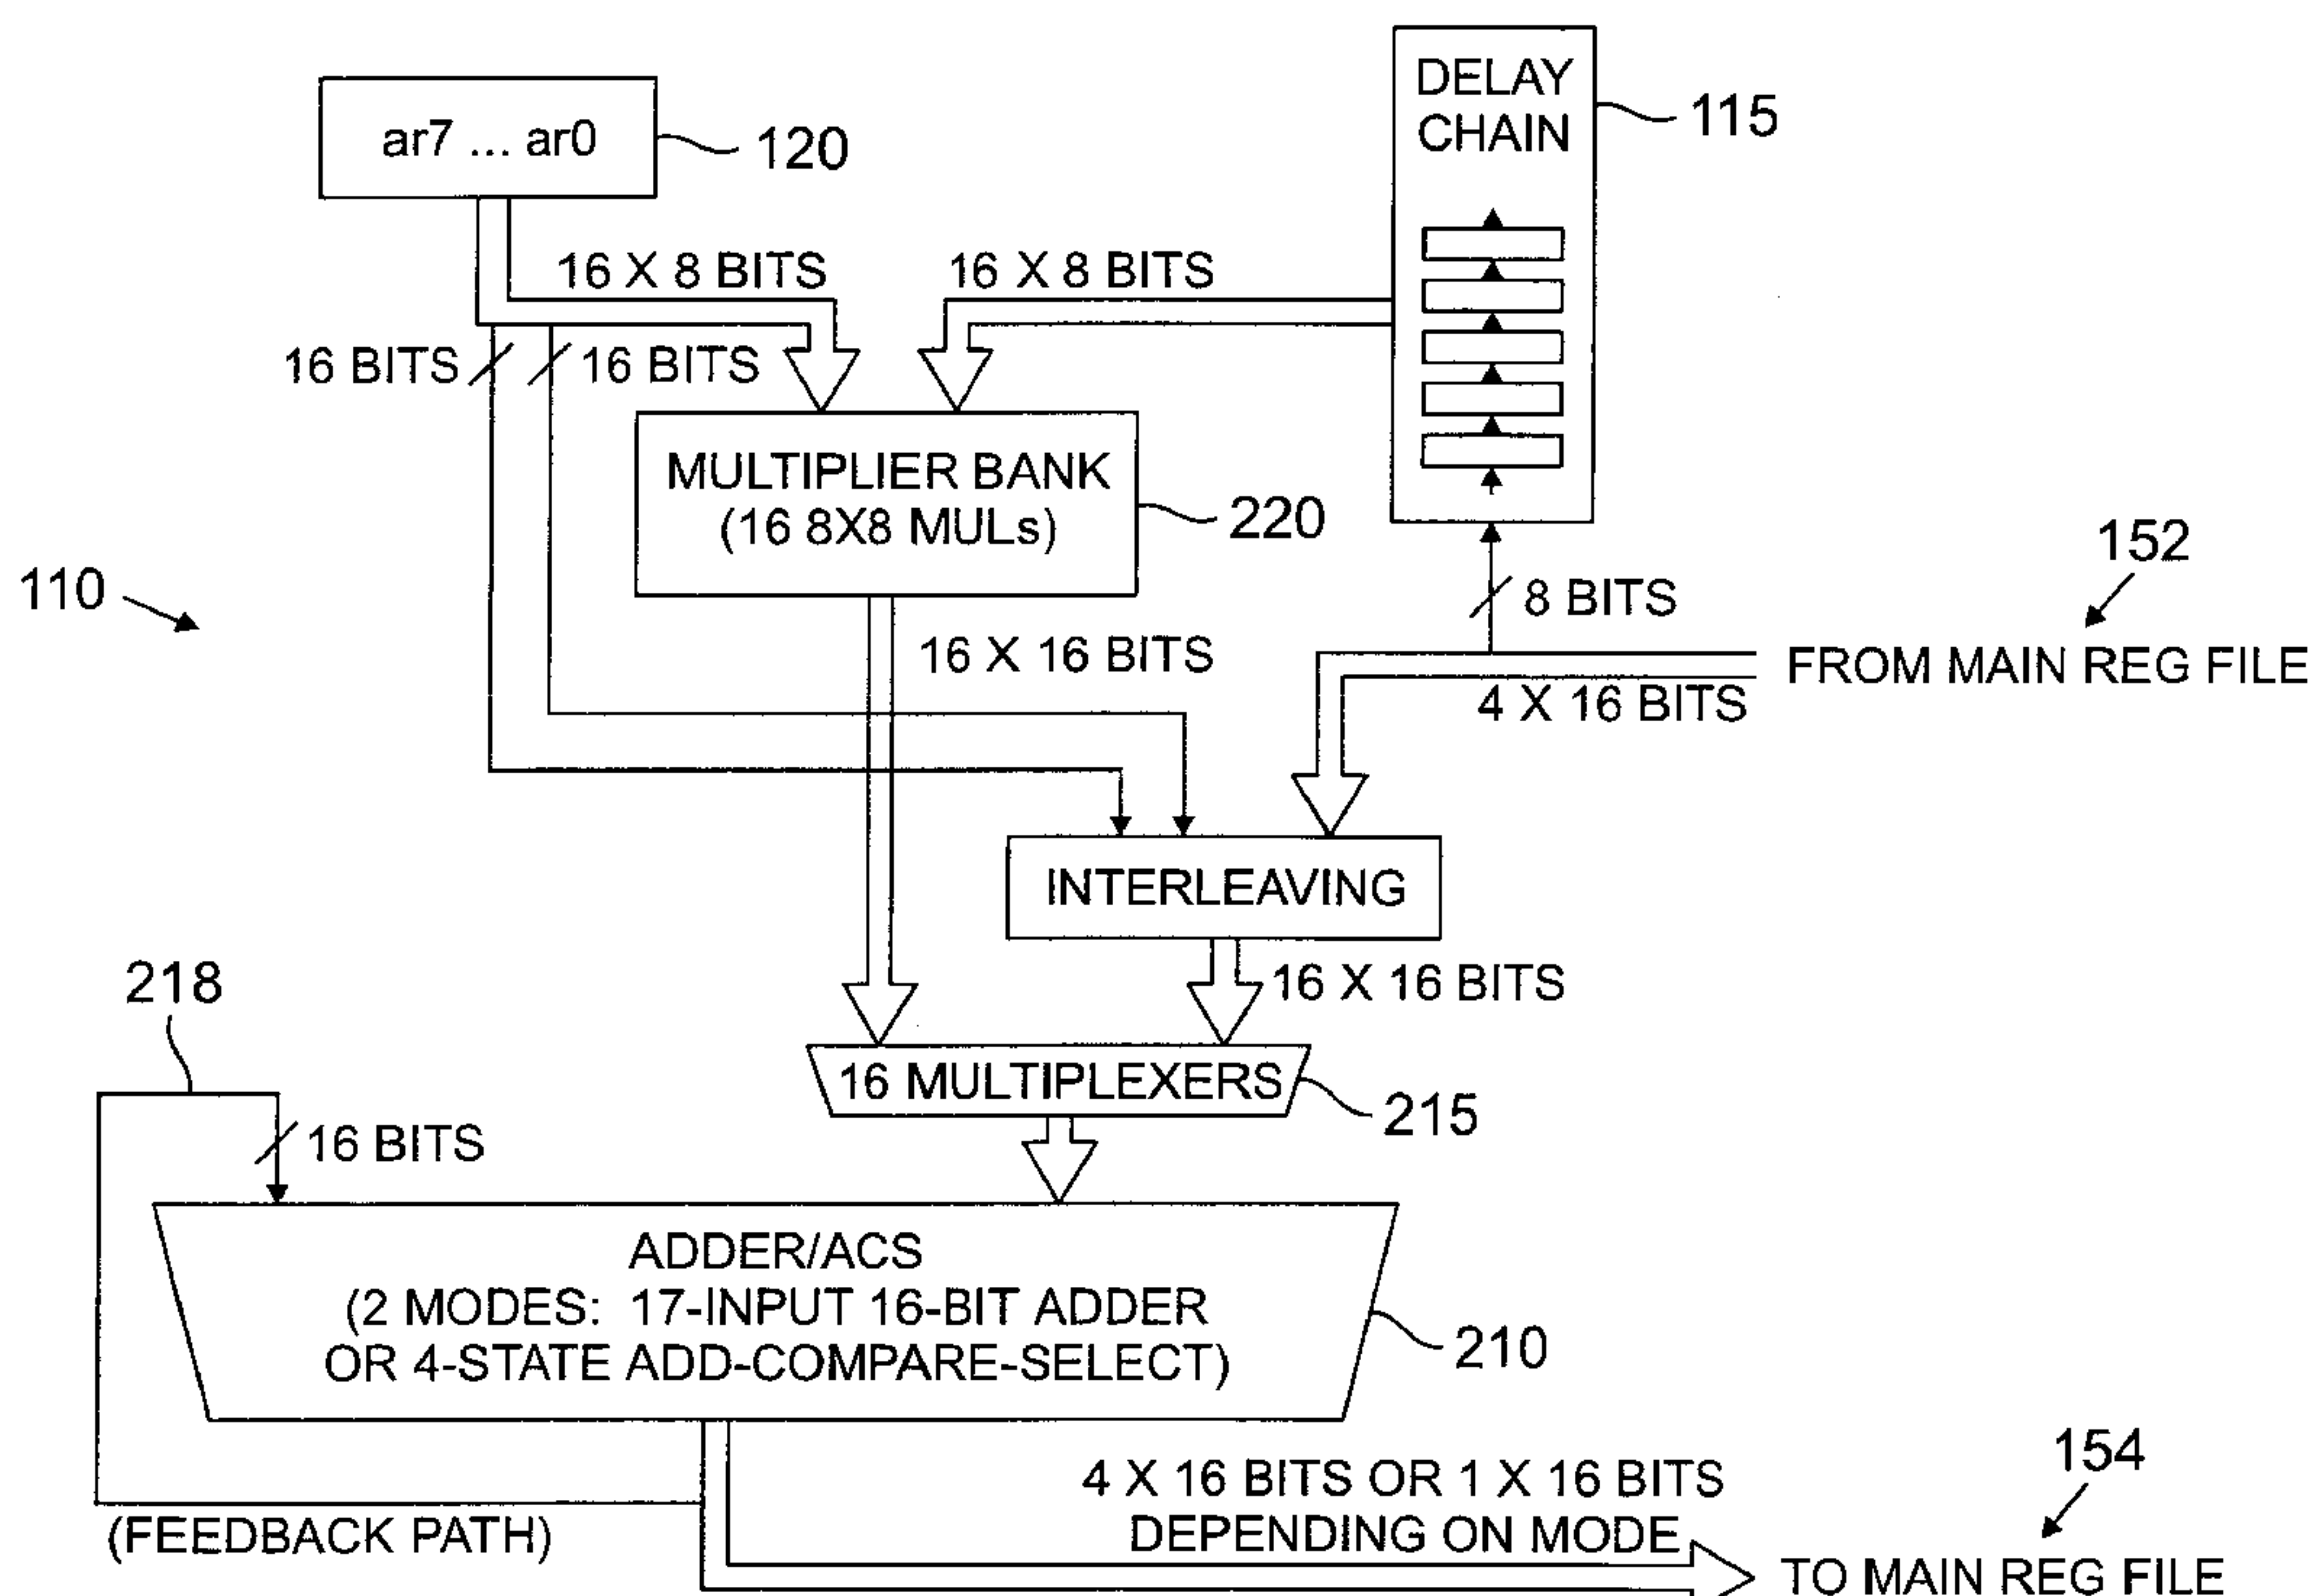 DELAY
CHAIN
115
ar7 ... ar0
120
16 X 8 BITS
16 X 8 BITS
16 BITS
16 BITS
MULTIPLIER BANK
(16 8X8 MULs)
220
152
110
8 BITS
16 X 16 BITS
FROM MAIN REG FILE
4 X 16 BITS
INTERLEAVING
218
16 X 16 BITS
16 MULTIPLEXERS
215
16 BITS
ADDER/ACS
(2 MODES: 17-INPUT 16-BIT ADDER
OR 4-STATE ADD-COMPARE-SELECT)
210
154
4 X 16 BITS OR 1 X 16 BITS
DEPENDING ON MODE
(FEEDBACK PATH)
TO MAIN REG FILE